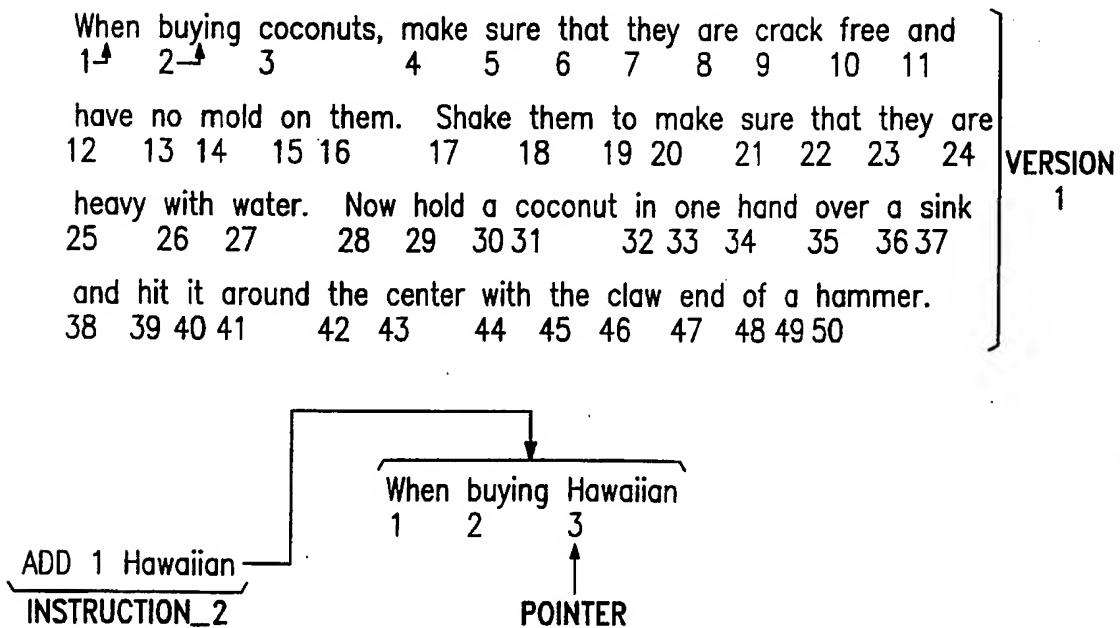 When buying coconuts, make sure that they are crack free and
1 2 3 4 5 6 7 8 9 10 11
have no mold on them. Shake them to make sure that they are
12 13 14 15 16 17 18 19 20 21 22 23 24
heavy with water. Now hold a coconut in one hand over a sink
25 26 27 28 29 30 31 32 33 34 35 36 37
and hit it around the center with the claw end of a hammer.
38 39 40 41 42 43 44 45 46 47 48 49 50
VERSION
1
When buying Hawaiian
1 2 3
ADD 1 Hawaiian
INSTRUCTION_2
POINTER